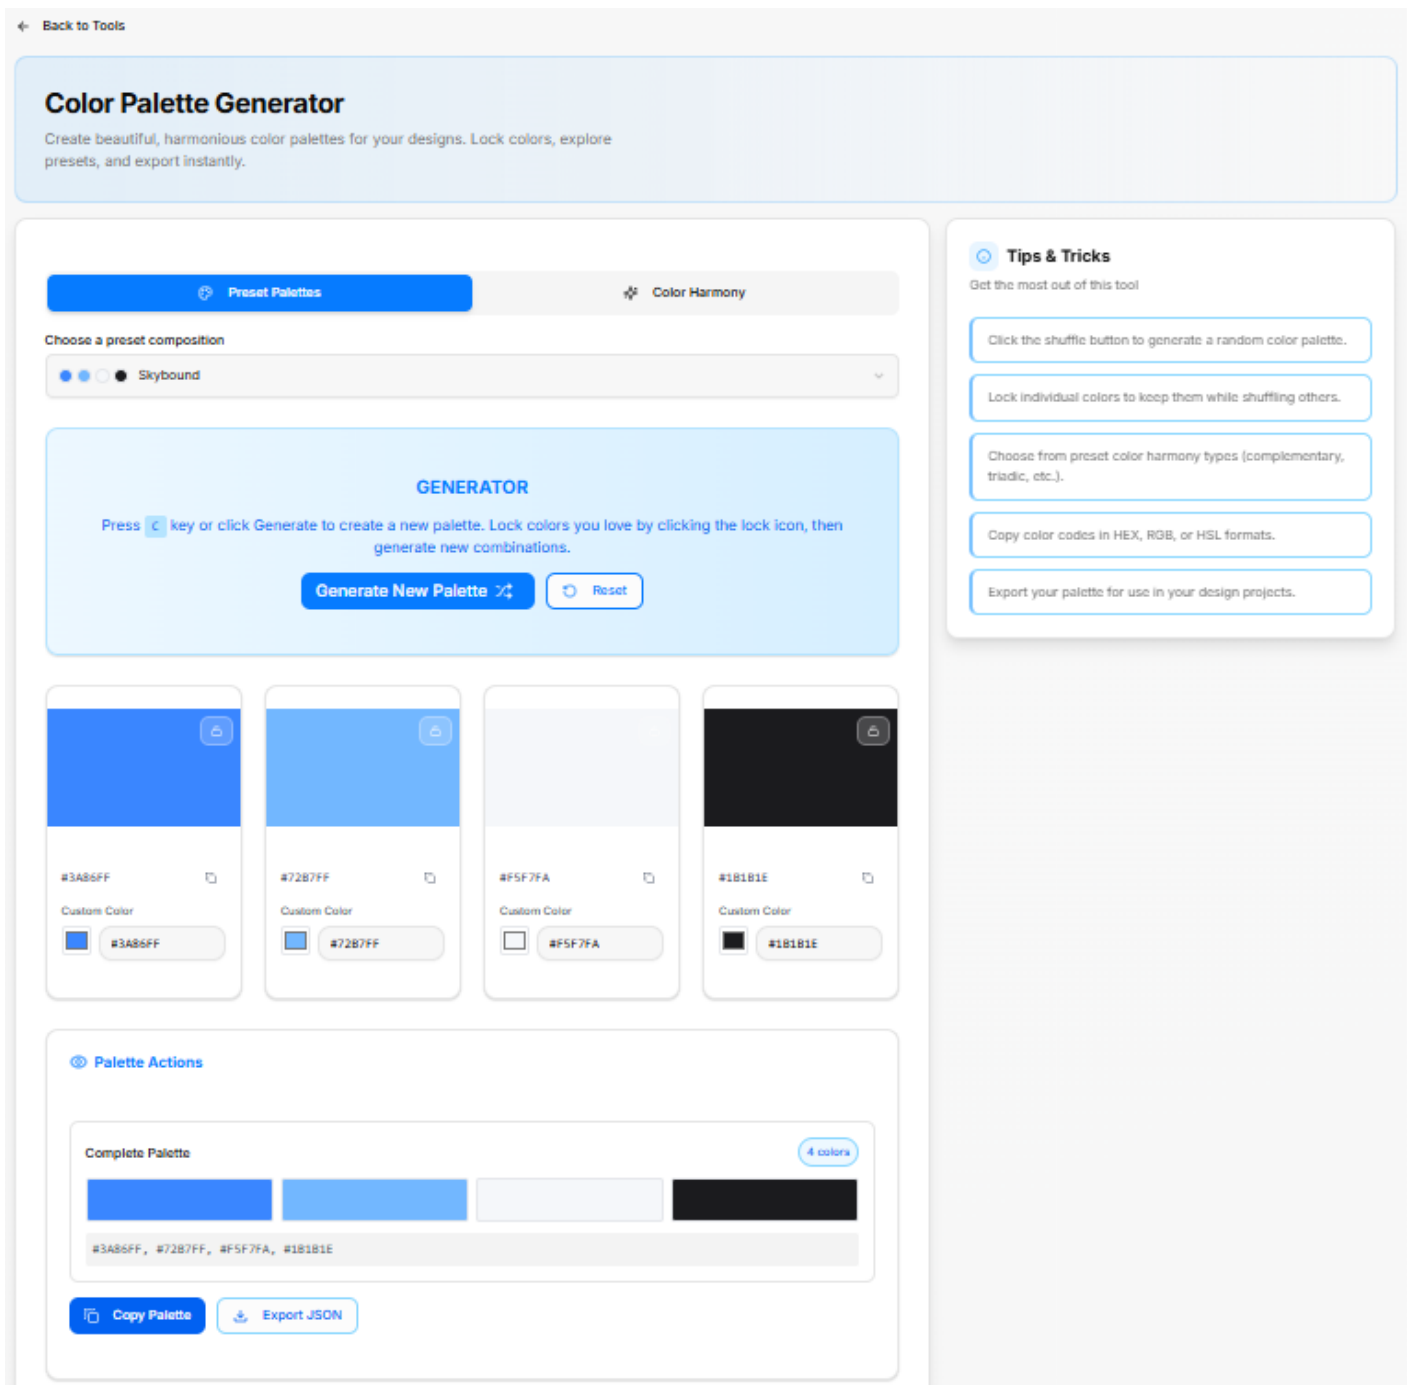 Back to Tools
Color Palette Generator
Create beautiful, harmonious color palettes for your designs. Lock colors, explore
presets, and export instantly.
Preset Palettes
Color Harmony
Choose a preset composition
Skybound
GENERATOR
Press C key or click Generate to create a new palette. Lock colors you love by clicking the lock icon, then
generate new combinations.
Generate New Palette
Reset
#3A86FF
#72B7FF
#F5F7FA
#1B1B1E
Custom Color
Custom Color
Custom Color
Custom Color
#3A86FF
#72B7FF
#F5F7FA
#1B1B1E
Palette Actions
Complete Palette
4 colors
#3A86FF, #72B7FF, #F5F7FA, #1B1B1E
Copy Palette
Export JSON
Tips & Tricks
Get the most out of this tool
Click the shuffle button to generate a random color palette.
Lock individual colors to keep them while shuffling others.
Choose from preset color harmony types (complementary,
triadic, etc.).
Copy color codes in HEX, RGB, or HSL formats.
Export your palette for use in your design projects.